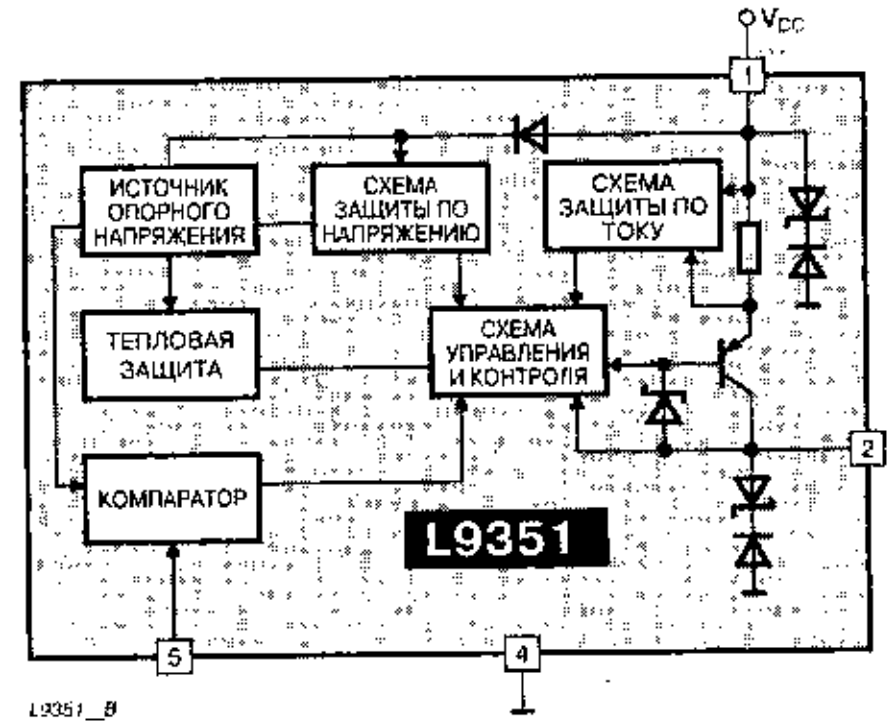 V_CC
1
ИСТОЧНИК
ОПОРНОГО
НАПРЯЖЕНИЯ
СХЕМА
ЗАЩИТЫ ПО
НАПРЯЖЕНИЮ
СХЕМА
ЗАЩИТЫ ПО
ТОКУ
ТЕПЛОВАЯ
ЗАЩИТА
СХЕМА
УПРАВЛЕНИЯ
И КОНТРОЛЯ
2
КОМПАРАТОР
L9351
5
4
L9351_B